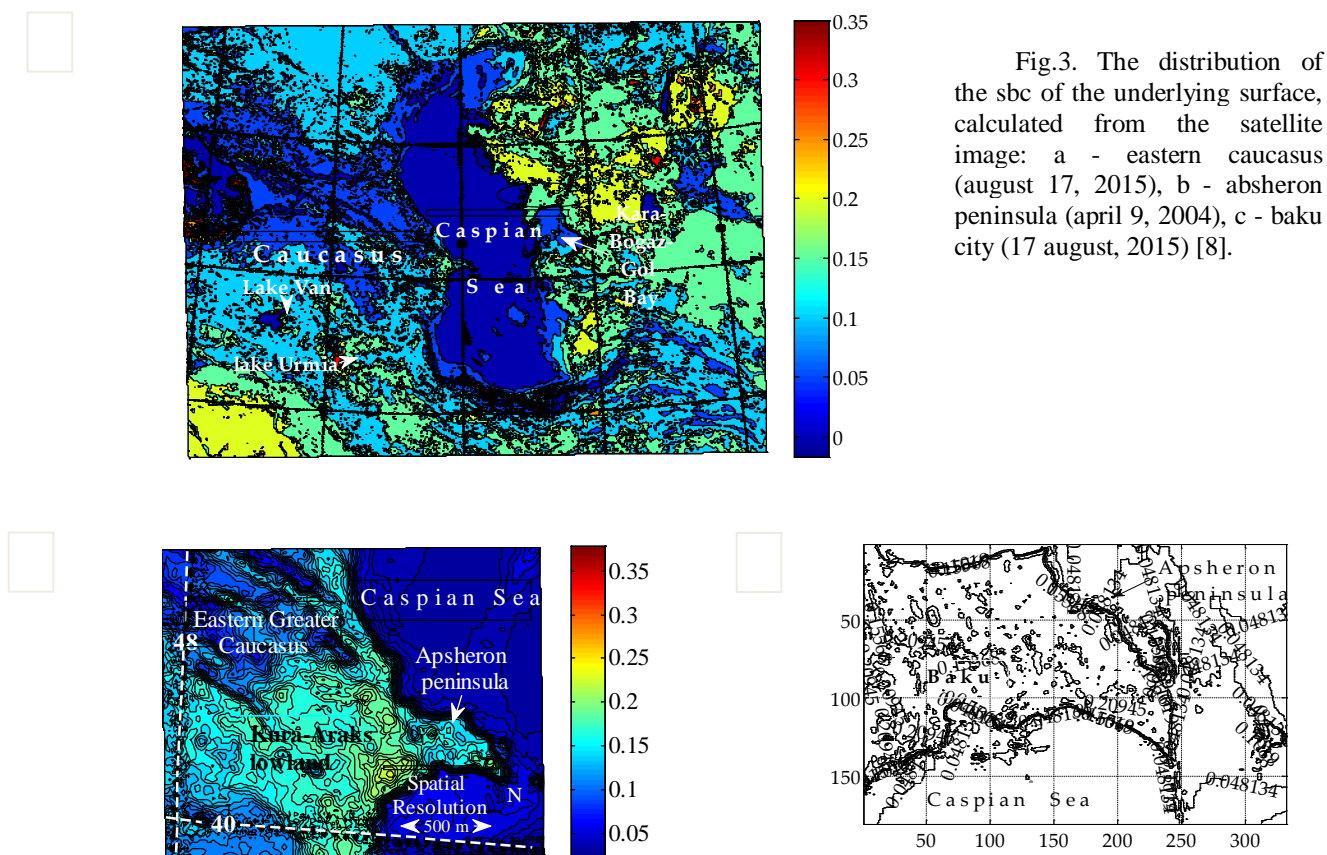 0.35
0.3
0.25
0.2
0.15
0.1
0.05
0
Caspian
Sea
Kara-
Bogaz-
Gol
Bay
Caucasus
Lake Van
lake Urmia
Fig.3. The distribution of
the sbc of the underlying surface,
calculated from the satellite
image: a - eastern caucasus
(august 17, 2015), b - absheron
peninsula (april 9, 2004), c - baku
city (17 august, 2015) [8].
Caspian Sea
Eastern Greater
Caucasus
48
Apsheron
peninsula
Kura-Araks
lowland
Spatial
Resolution
500 m
N
40
0.35
0.3
0.25
0.2
0.15
0.1
0.05
Apsheron
peninsula
Baku
0.20945
0.048134
Caspian Sea
50
100
150
50 100 150 200 250 300